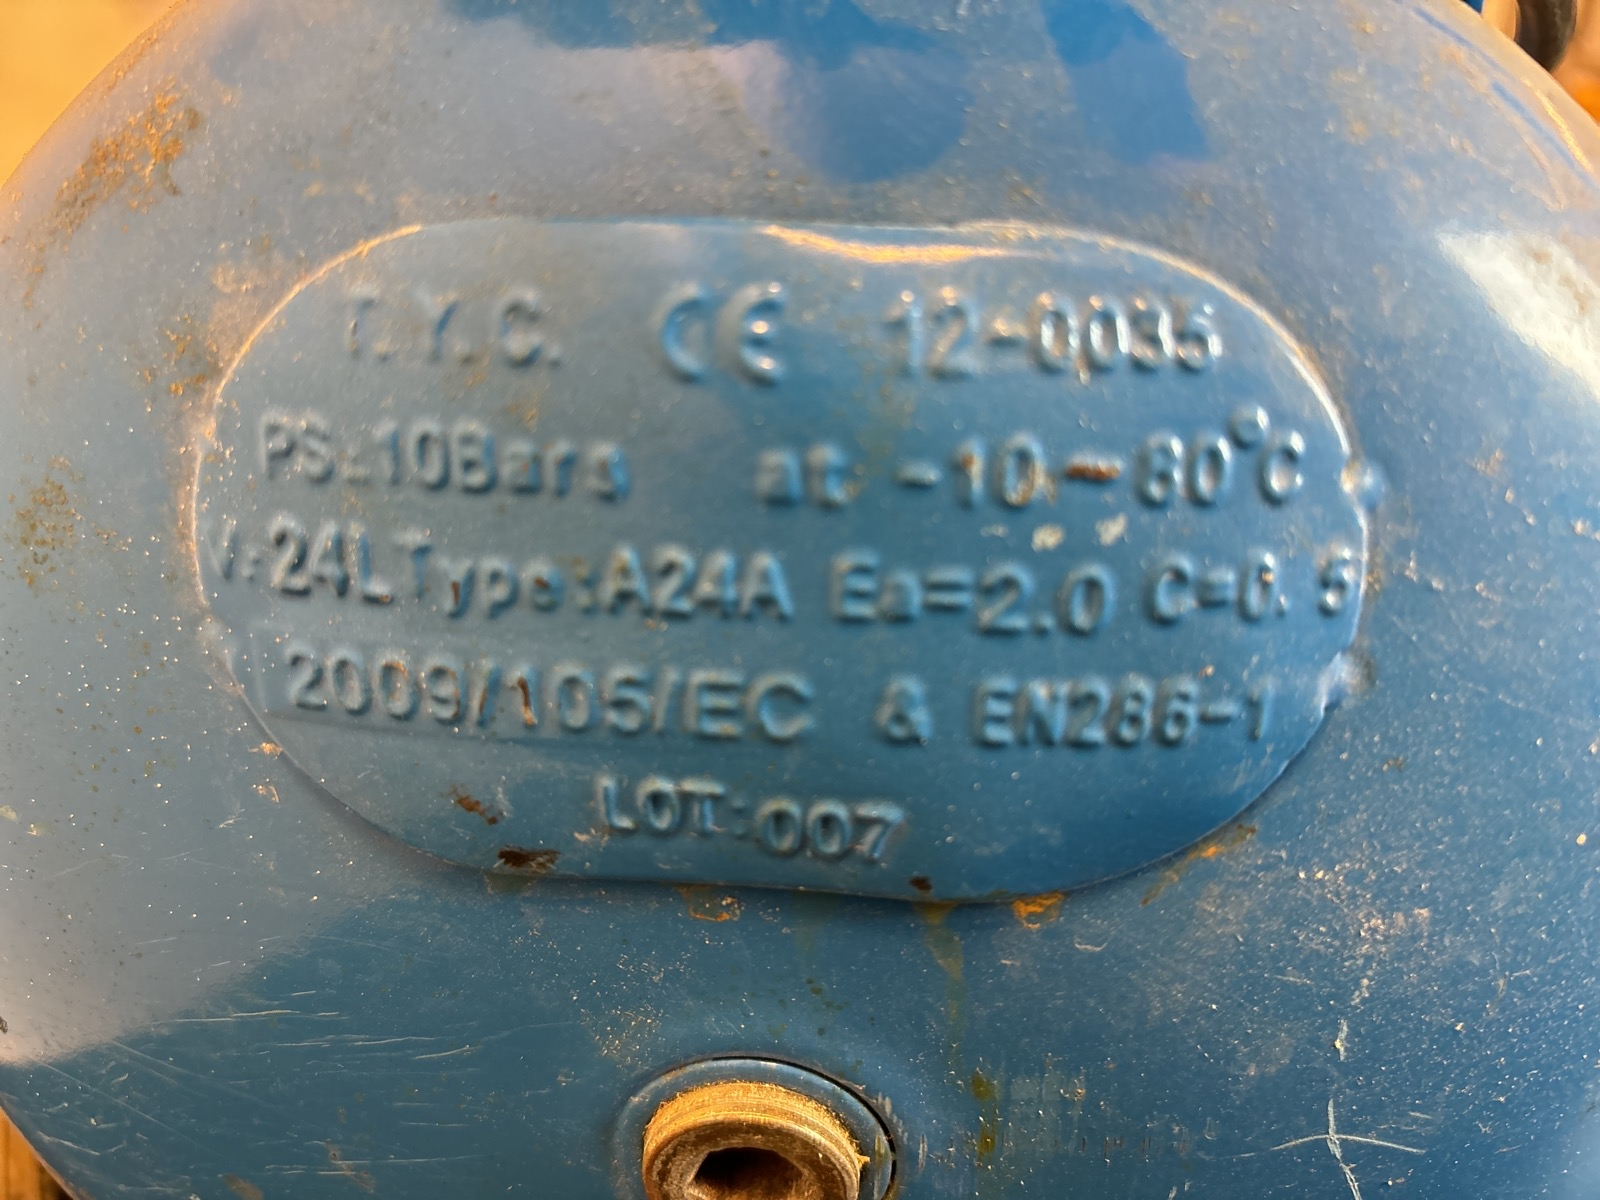 T.Y.C. CE 12-0035
PS:10Bars at -10 - 80°C
V:24L Type:A24A Ea=2.0 C=0.5
2009/105/EC & EN286-1
LOT:007